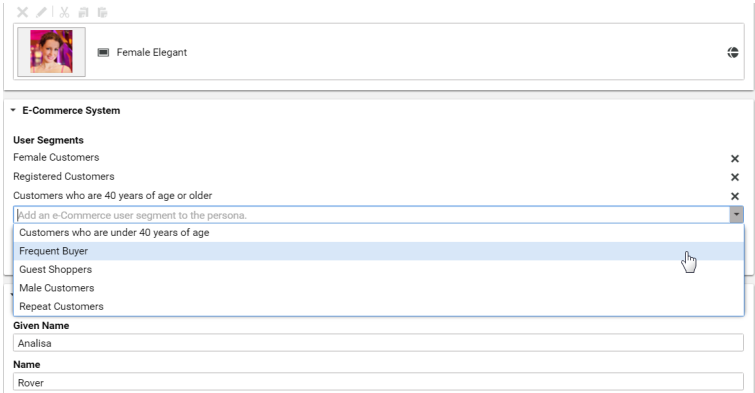 Female Elegant
E-Commerce System
User Segments
Female Customers
Registered Customers
Customers who are 40 years of age or older
Add an e-Commerce user segment to the persona.
Customers who are under 40 years of age
Frequent Buyer
Guest Shoppers
Male Customers
Repeat Customers
Given Name
Analisa
Name
Rover